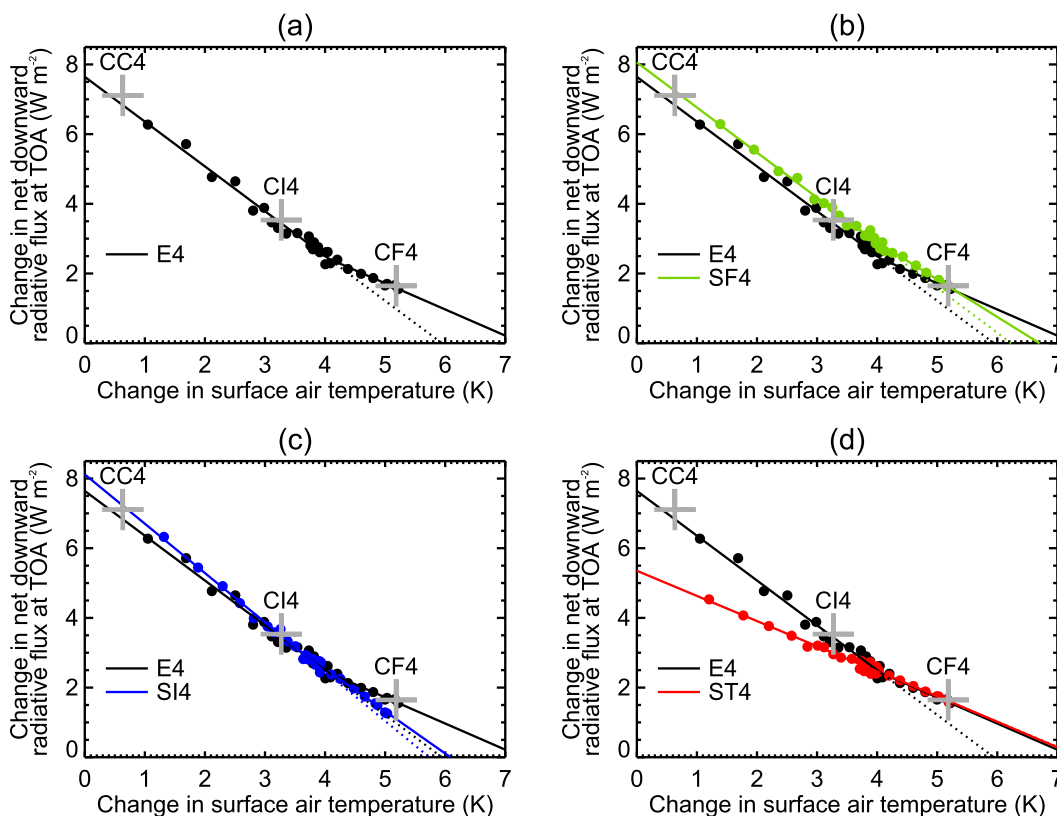 (a)
Change in net downward
radiative flux at TOA (W m-2)
8
6
4
2
0
CC4
CI4
CF4
E4
0 1 2 3 4 5 6 7
Change in surface air temperature (K)
(b)
Change in net downward
radiative flux at TOA (W m-2)
8
6
4
2
0
CC4
CI4
CF4
E4
SF4
0 1 2 3 4 5 6 7
Change in surface air temperature (K)
(c)
Change in net downward
radiative flux at TOA (W m-2)
8
6
4
2
0
CC4
CI4
CF4
E4
SI4
0 1 2 3 4 5 6 7
Change in surface air temperature (K)
(d)
Change in net downward
radiative flux at TOA (W m-2)
8
6
4
2
0
CC4
CI4
CF4
E4
ST4
0 1 2 3 4 5 6 7
Change in surface air temperature (K)